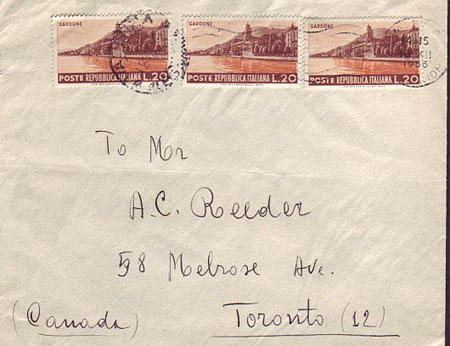 GARDONE GARDONE GARDONE
POSTE REPUBBLICA ITALIANA L.20 POSTE REPUBBLICA ITALIANA L.20 POSTE REPUBBLICA ITALIANA L.20
To Mr
A.C. Reeder
58 Melrose Ave.
(Canada) Toronto (12)